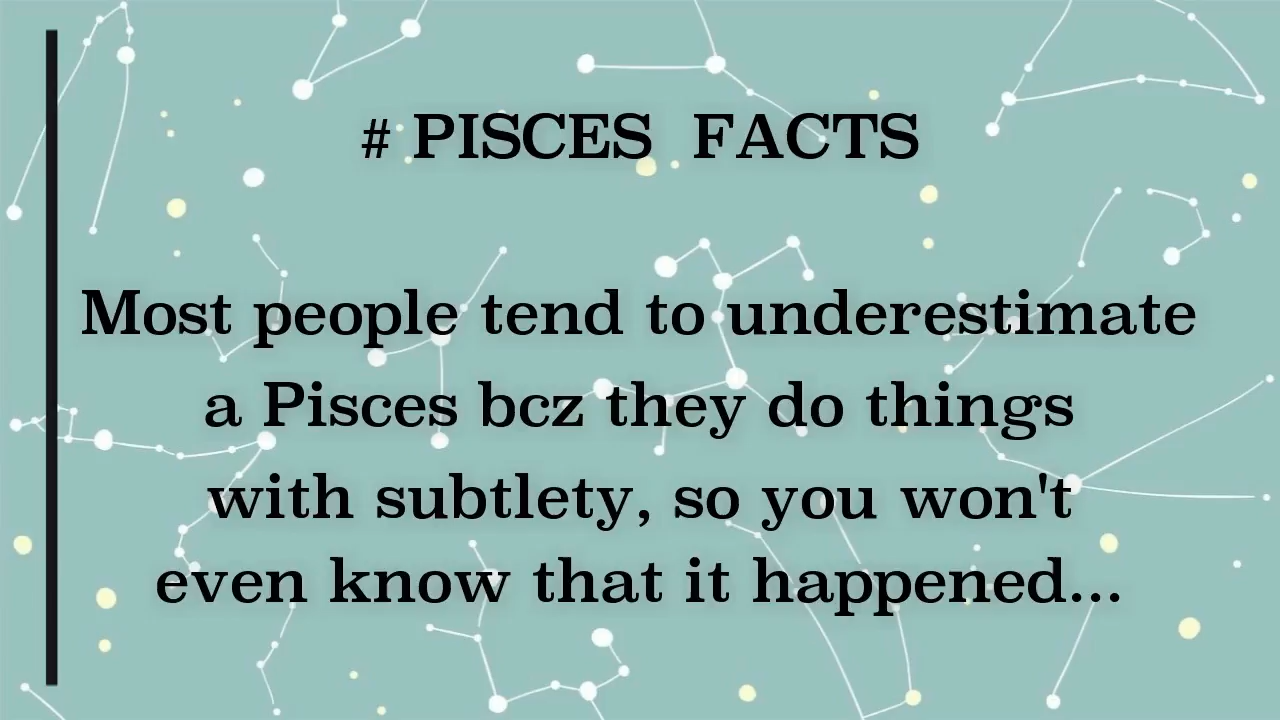 # PISCES FACTS
Most people tend to underestimate
a Pisces bcz they do things
with subtlety, so you won't
even know that it happened...